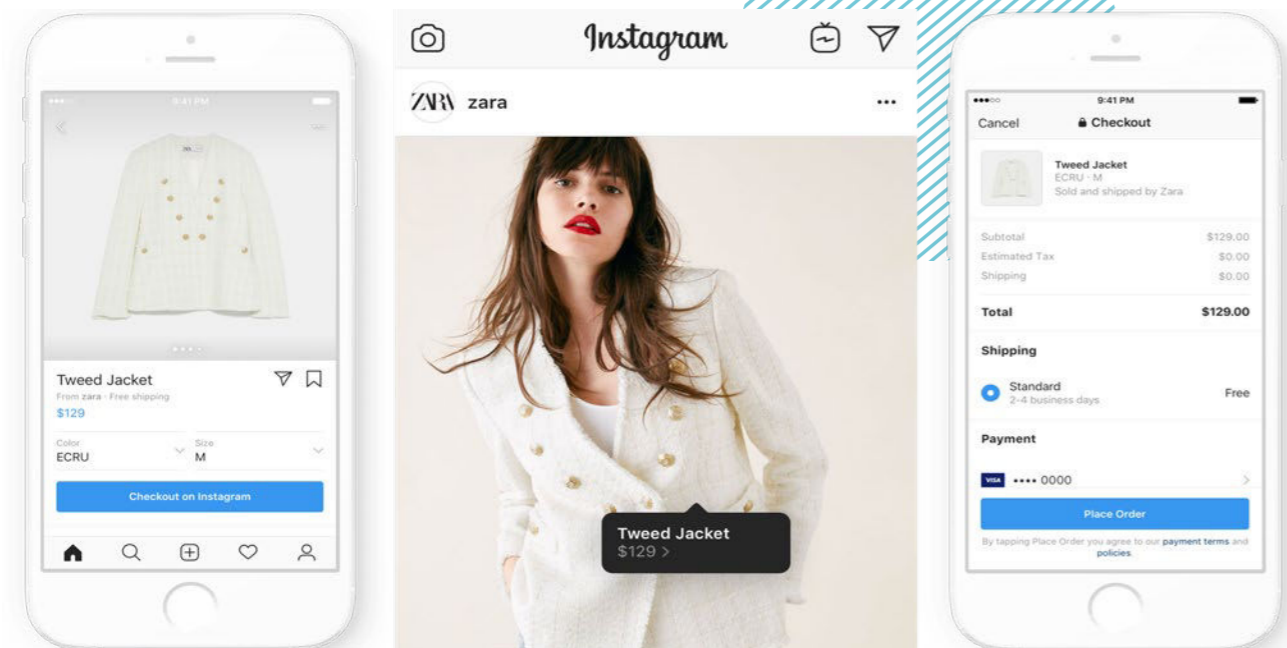 9:41 PM
Tweed Jacket
From zara · Free shipping
$129
Color
ECRU
Size
M
Checkout on Instagram
Instagram
ZARA zara
Tweed Jacket
$129 >
9:41 PM
Cancel Checkout
Tweed Jacket
ECRU · M
Sold and shipped by Zara
Subtotal $129.00
Estimated Tax $0.00
Shipping $0.00
Total $129.00
Shipping
Standard Free
2-4 business days
Payment
VISA •••• 0000
Place Order
By tapping Place Order you agree to our payment terms and
policies.